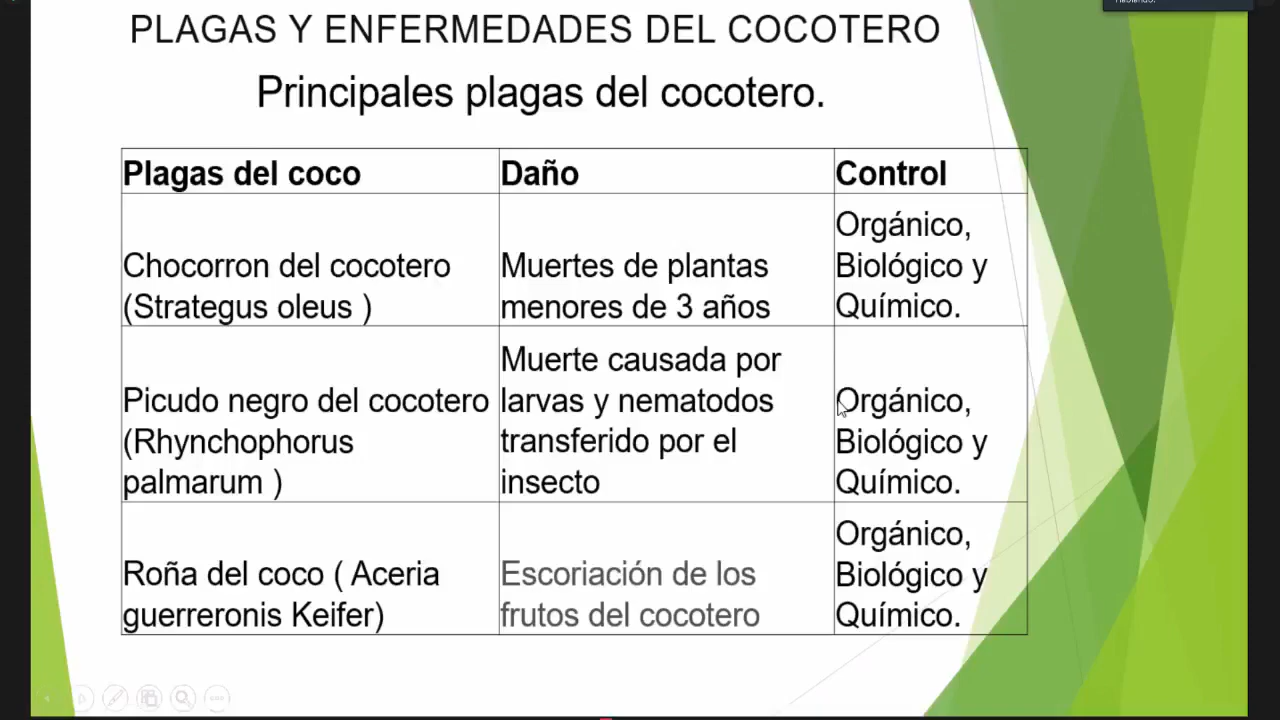 PLAGAS Y ENFERMEDADES DEL COCOTERO
Principales plagas del cocotero.
Plagas del coco
Daño
Control
Chocorron del cocotero
(Strategus oleus )
Muertes de plantas
menores de 3 años
Orgánico,
Biológico y
Químico.
Picudo negro del cocotero
(Rhynchophorus
palmarum )
Muerte causada por
larvas y nematodos
transferido por el
insecto
Orgánico,
Biológico y
Químico.
Roña del coco ( Aceria
guerreronis Keifer)
Escoriación de los
frutos del cocotero
Orgánico,
Biológico y
Químico.